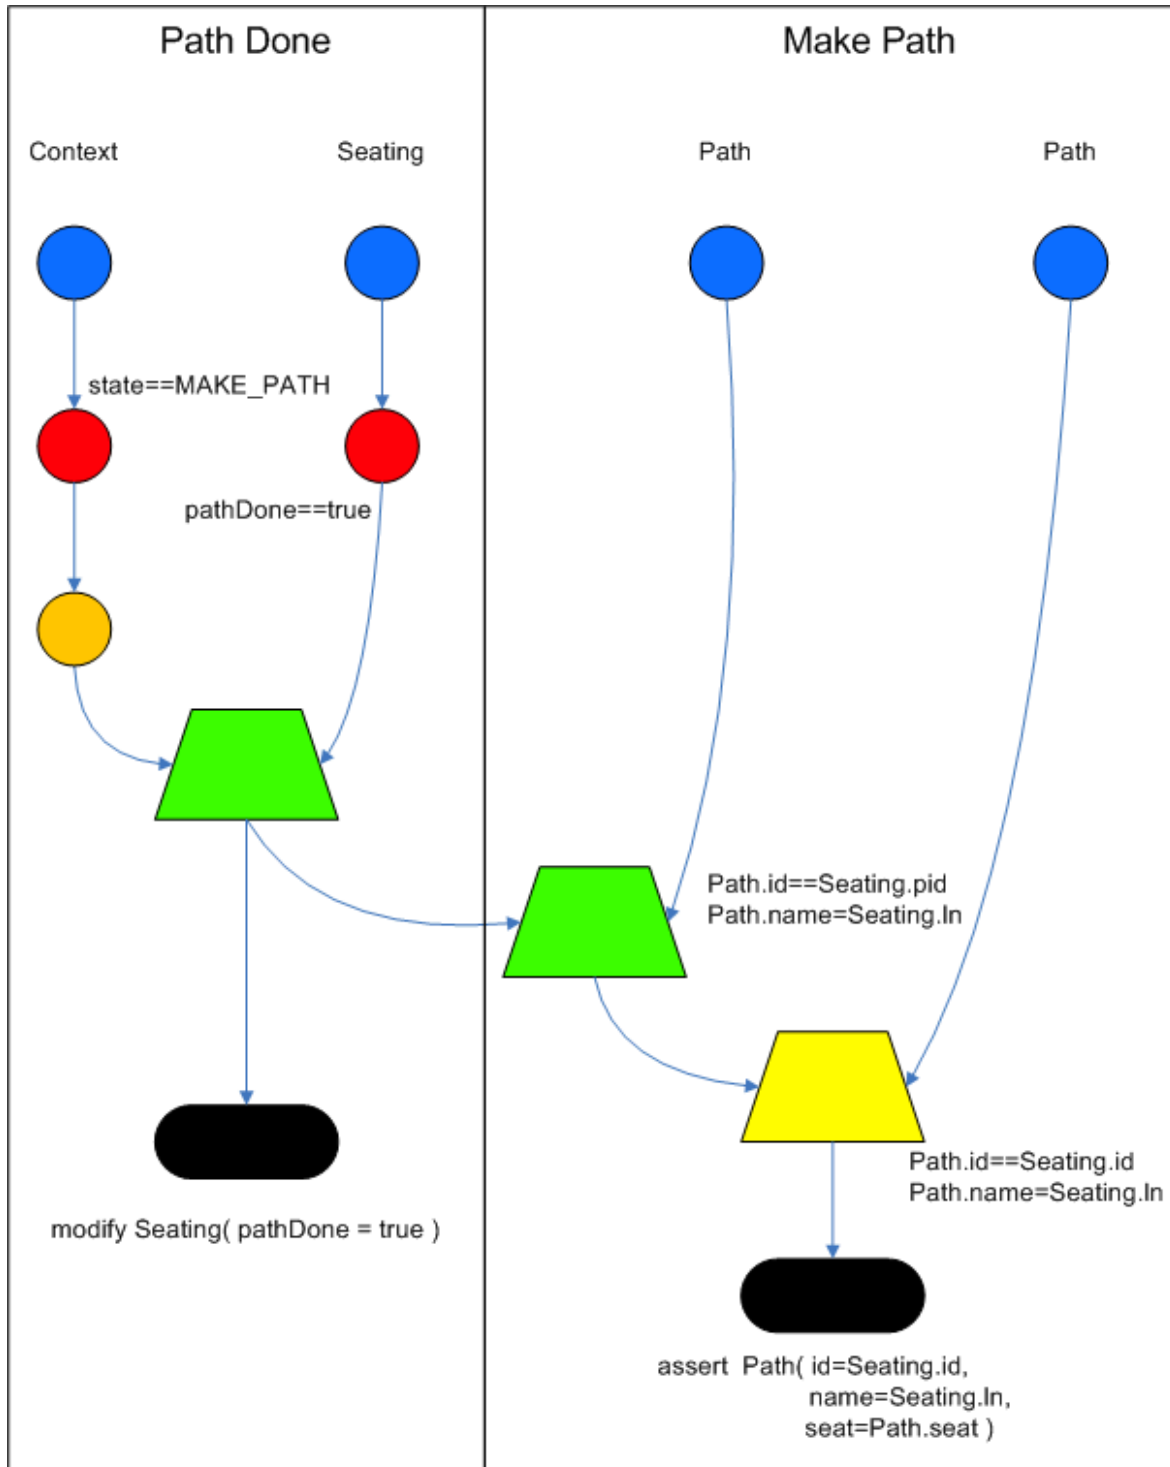 Path Done
Make Path
Context
Seating
Path
Path
state==MAKE_PATH
pathDone==true
Path.id==Seating.pid
Path.name=Seating.ln
Path.id==Seating.id
Path.name=Seating.ln
modify Seating( pathDone = true )
assert  Path( id=Seating.id,
name=Seating.ln,
seat=Path.seat )